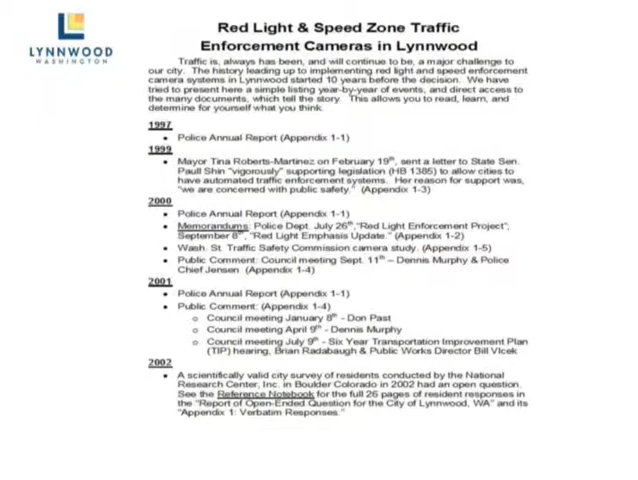 LYNNWOOD
WASHINGTON
Red Light & Speed Zone Traffic
Enforcement Cameras in Lynnwood
Traffic is, always has been, and will continue to be, a major challenge to
our city. The history leading up to implementing red light and speed enforcement
camera systems in Lynnwood started 10 years before the decision. We have
tried to present here a simple listing year-by-year of events, and direct access to
the many documents, which tell the story. This allows you to read, learn, and
determine for yourself what you think.
1997
• Police Annual Report (Appendix 1-1)
1999
• Mayor Tina Roberts-Martinez on February 19th, sent a letter to State Sen.
Paull Shin "vigorously" supporting legislation (HB 1385) to allow cities to
have automated traffic enforcement systems. Her reason for support was,
"we are concerned with public safety." (Appendix 1-3)
2000
• Police Annual Report (Appendix 1-1)
• Memorandums: Police Dept. July 26th,"Red Light Enforcement Project";
September 8th, "Red Light Emphasis Update." (Appendix 1-2)
• Wash. St. Traffic Safety Commission camera study. (Appendix 1-5)
• Public Comment: Council meeting Sept. 11th – Dennis Murphy & Police
Chief Jensen (Appendix 1-4)
2001
• Police Annual Report (Appendix 1-1)
• Public Comment: (Appendix 1-4)
o Council meeting January 8th - Don Past
o Council meeting April 9th - Dennis Murphy
o Council meeting July 9th - Six Year Transportation Improvement Plan
(TIP) hearing, Brian Radabaugh & Public Works Director Bill Vlcek
2002
• A scientifically valid city survey of residents conducted by the National
Research Center, Inc. in Boulder Colorado in 2002 had an open question.
See the Reference Notebook for the full 26 pages of resident responses in
the "Report of Open-Ended Question for the City of Lynnwood, WA" and its
"Appendix 1: Verbatim Responses."